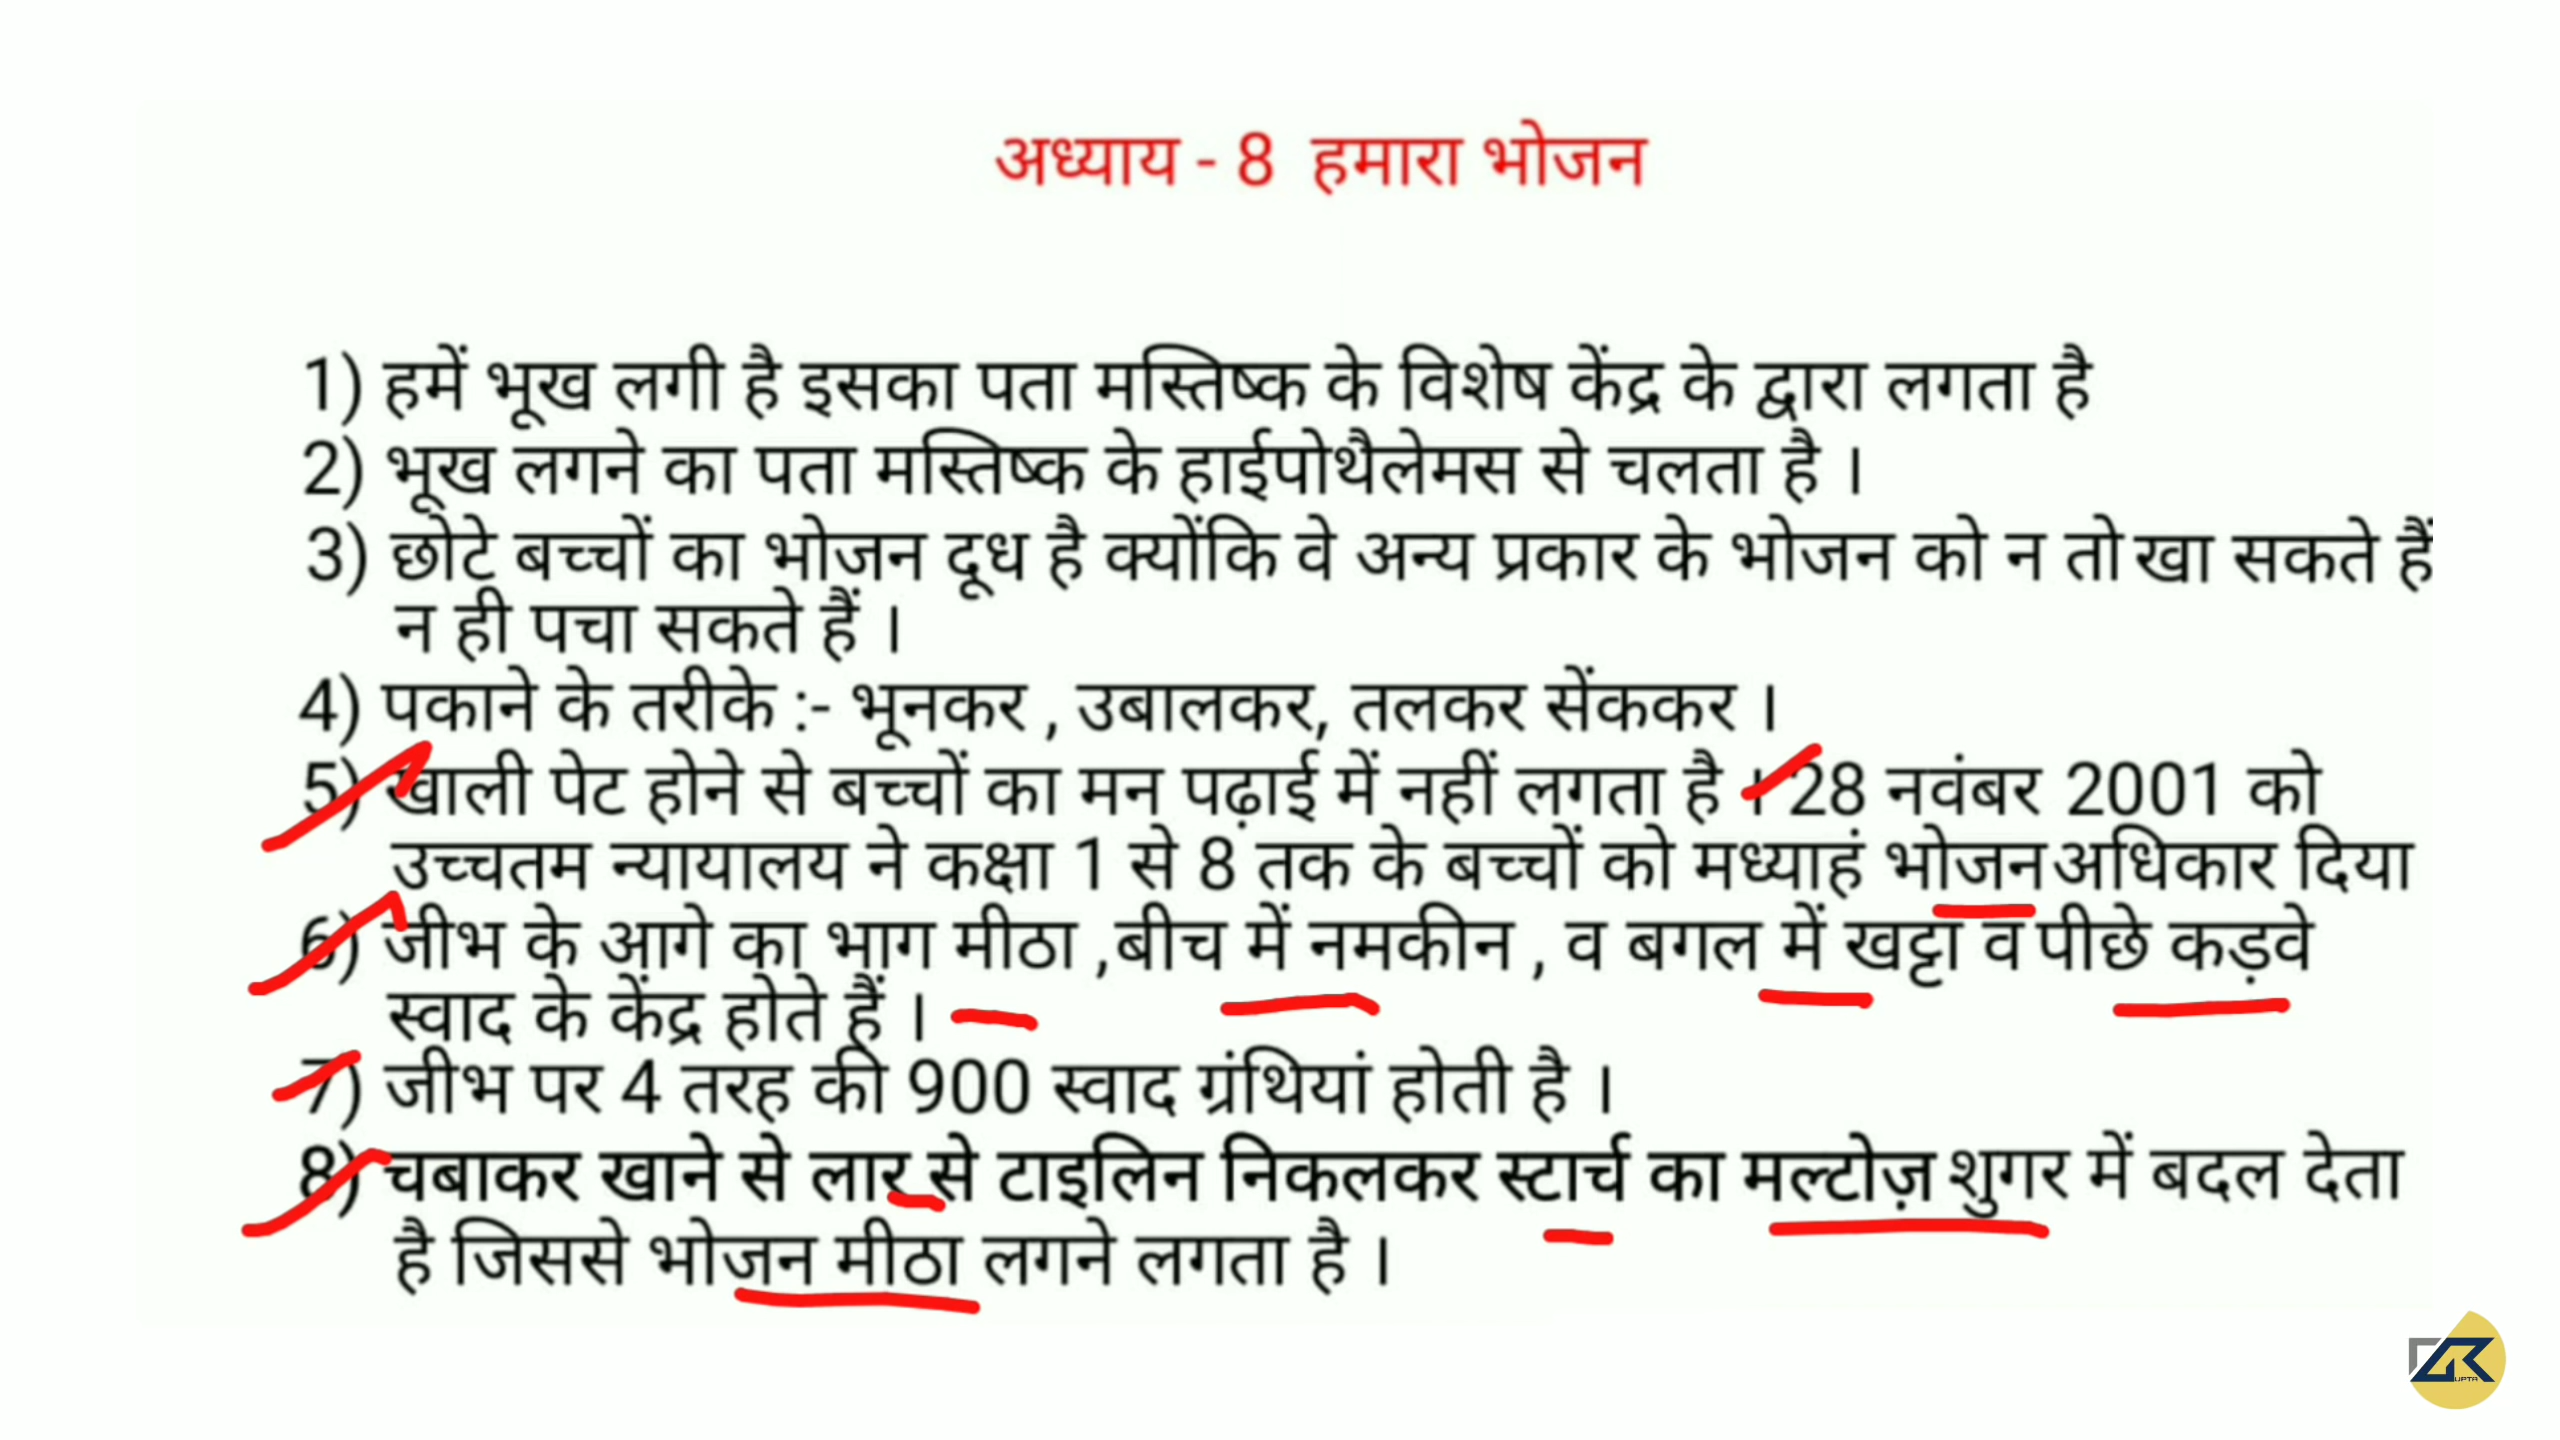 अध्याय - 8 हमारा भोजन
1) हमें भूख लगी है इसका पता मस्तिष्क के विशेष केंद्र के द्वारा लगता है
2) भूख लगने का पता मस्तिष्क के हाईपोथैलेमस से चलता है ।
3) छोटे बच्चों का भोजन दूध है क्योंकि वे अन्य प्रकार के भोजन को न तो खा सकते हैं
न ही पचा सकते हैं ।
4) पकाने के तरीके :- भूनकर , उबालकर, तलकर सेंककर ।
5) खाली पेट होने से बच्चों का मन पढ़ाई में नहीं लगता है । 28 नवंबर 2001 को
उच्चतम न्यायालय ने कक्षा 1 से 8 तक के बच्चों को मध्याहं भोजन अधिकार दिया
6) जीभ के आगे का भाग मीठा ,बीच में नमकीन , व बगल में खट्टा व पीछे कड़वे
स्वाद के केंद्र होते हैं ।
7) जीभ पर 4 तरह की 900 स्वाद ग्रंथियां होती है ।
8) चबाकर खाने से लार से टाइलिन निकलकर स्टार्च का मल्टोज़ शुगर में बदल देता
है जिससे भोजन मीठा लगने लगता है ।
UPTA